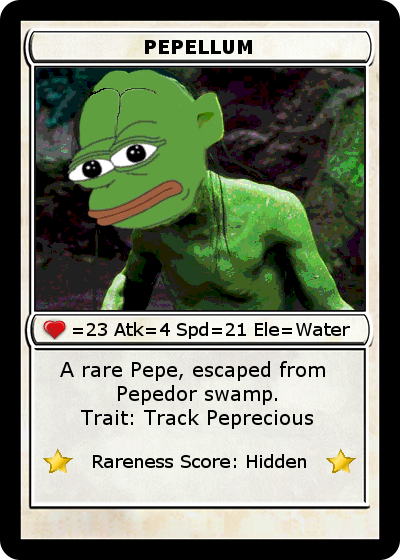 PEPELLUM
=23 Atk=4 Spd=21 Ele=Water
A rare Pepe, escaped from
Pepedor swamp.
Trait: Track Peprecious
Rareness Score: Hidden